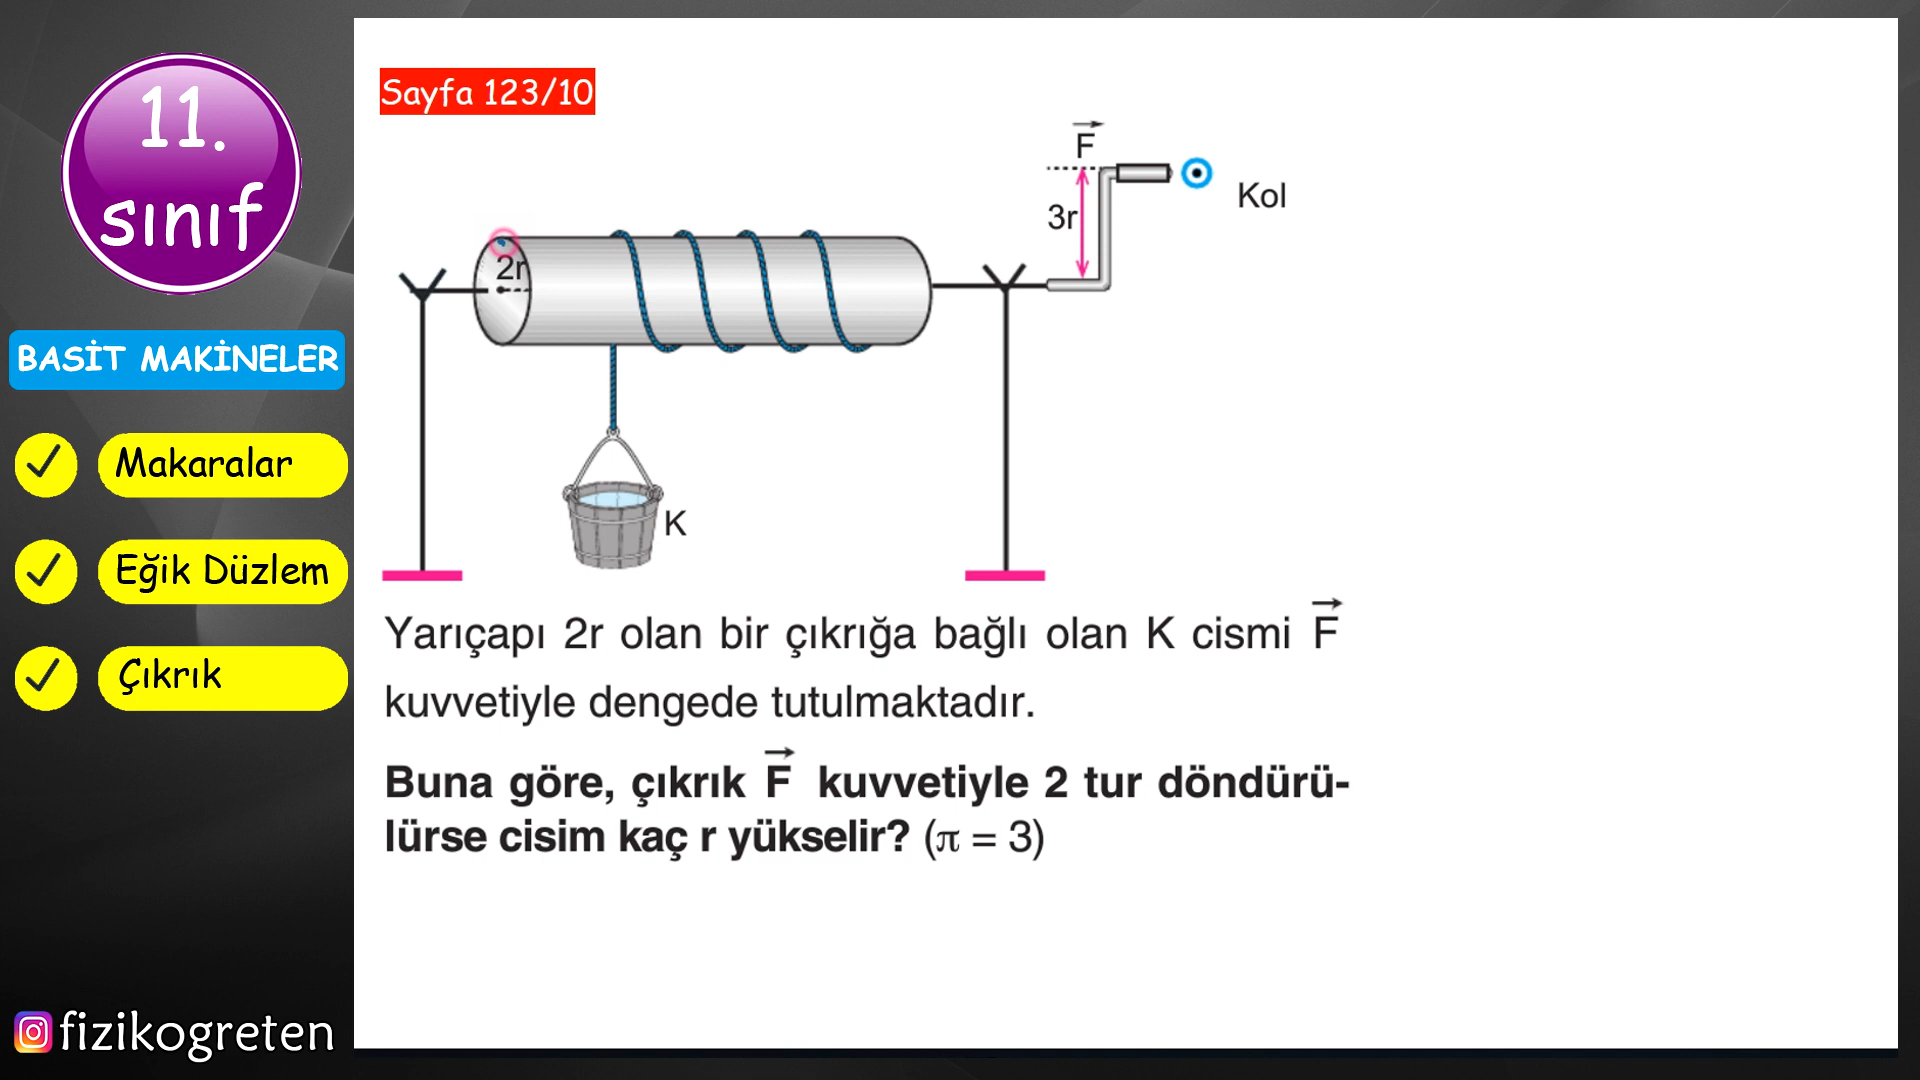 11.
sınıf
BASİT MAKİNELER
Makaralar
Eğik Düzlem
Çıkrık
fizikogreten
Sayfa 123/10
F
3r
Kol
2r
K
Yarıçapı 2r olan bir çıkrığa bağlı olan K cismi F
kuvvetiyle dengede tutulmaktadır.
Buna göre, çıkrık F kuvvetiyle 2 tur döndürü-
lürse cisim kaç r yükselir? (π = 3)